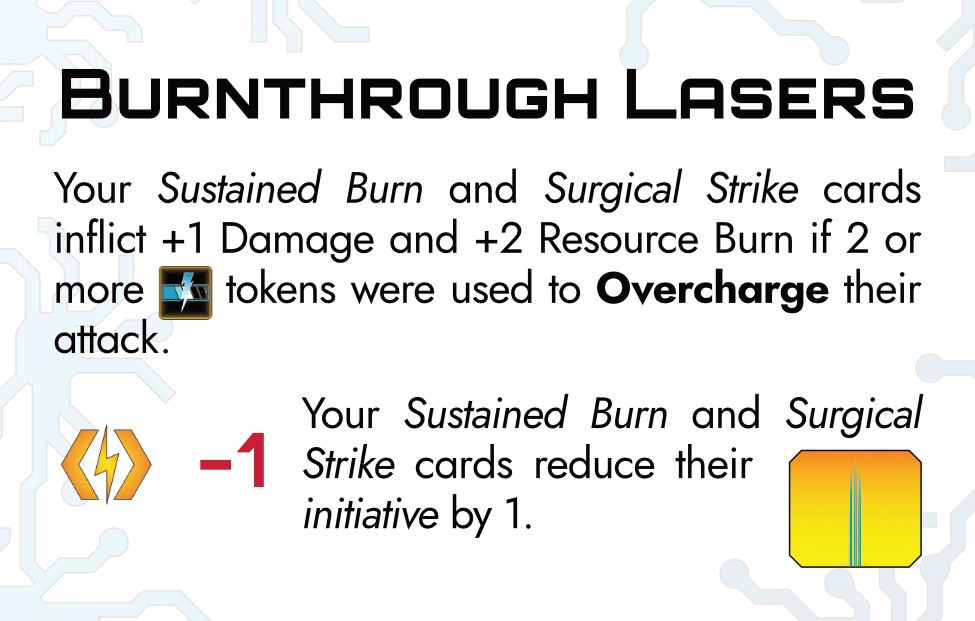 Burnthrough Lasers
Your Sustained Burn and Surgical Strike cards
inflict +1 Damage and +2 Resource Burn if 2 or
more tokens were used to Overcharge their
attack.
-1
Your Sustained Burn and Surgical
Strike cards reduce their
initiative by 1.